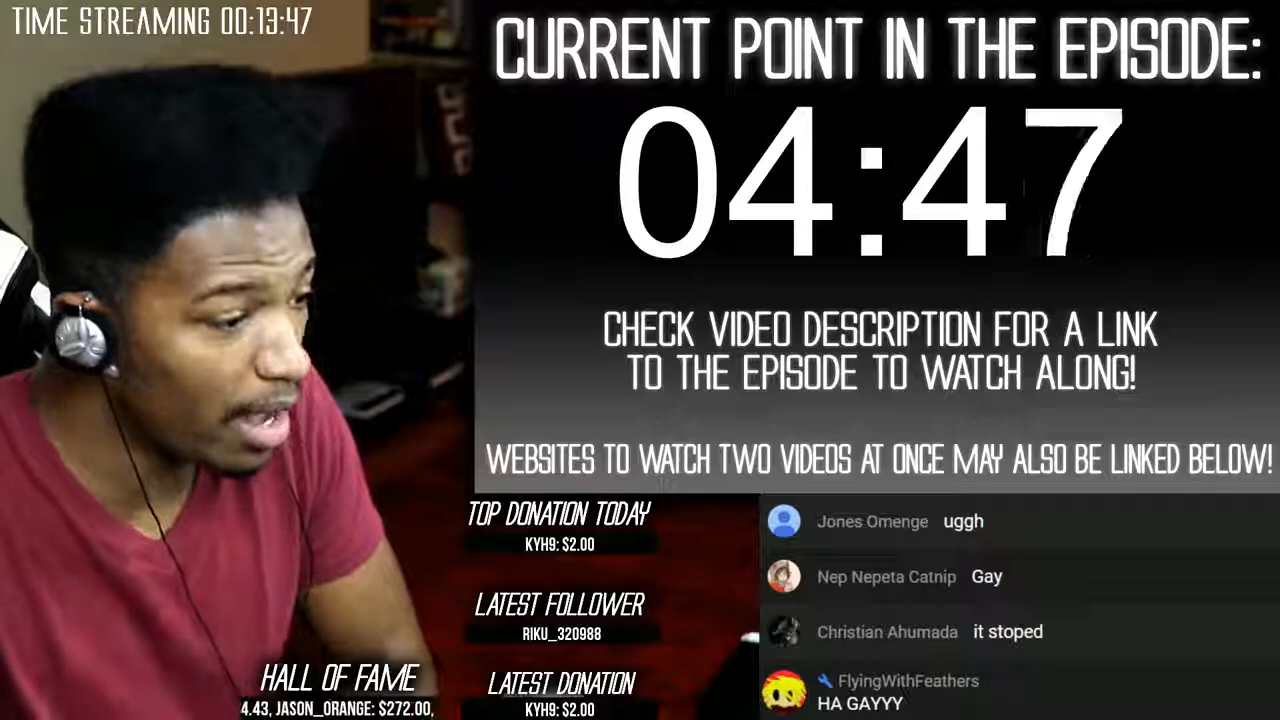 TIME STREAMING 00:13:47
CURRENT POINT IN THE EPISODE:
04:47
CHECK VIDEO DESCRIPTION FOR A LINK
TO THE EPISODE TO WATCH ALONG!
WEBSITES TO WATCH TWO VIDEOS AT ONCE MAY ALSO BE LINKED BELOW!
TOP DONATION TODAY
KYH9: $2.00
LATEST FOLLOWER
RIKU_320988
LATEST DONATION
KYH9: $2.00
HALL OF FAME
4.43, JASON_ORANGE: $272.00,
Jones Omenge uggh
Nep Nepeta Catnip Gay
Christian Ahumada it stoped
FlyingWithFeathers
HA GAYYY